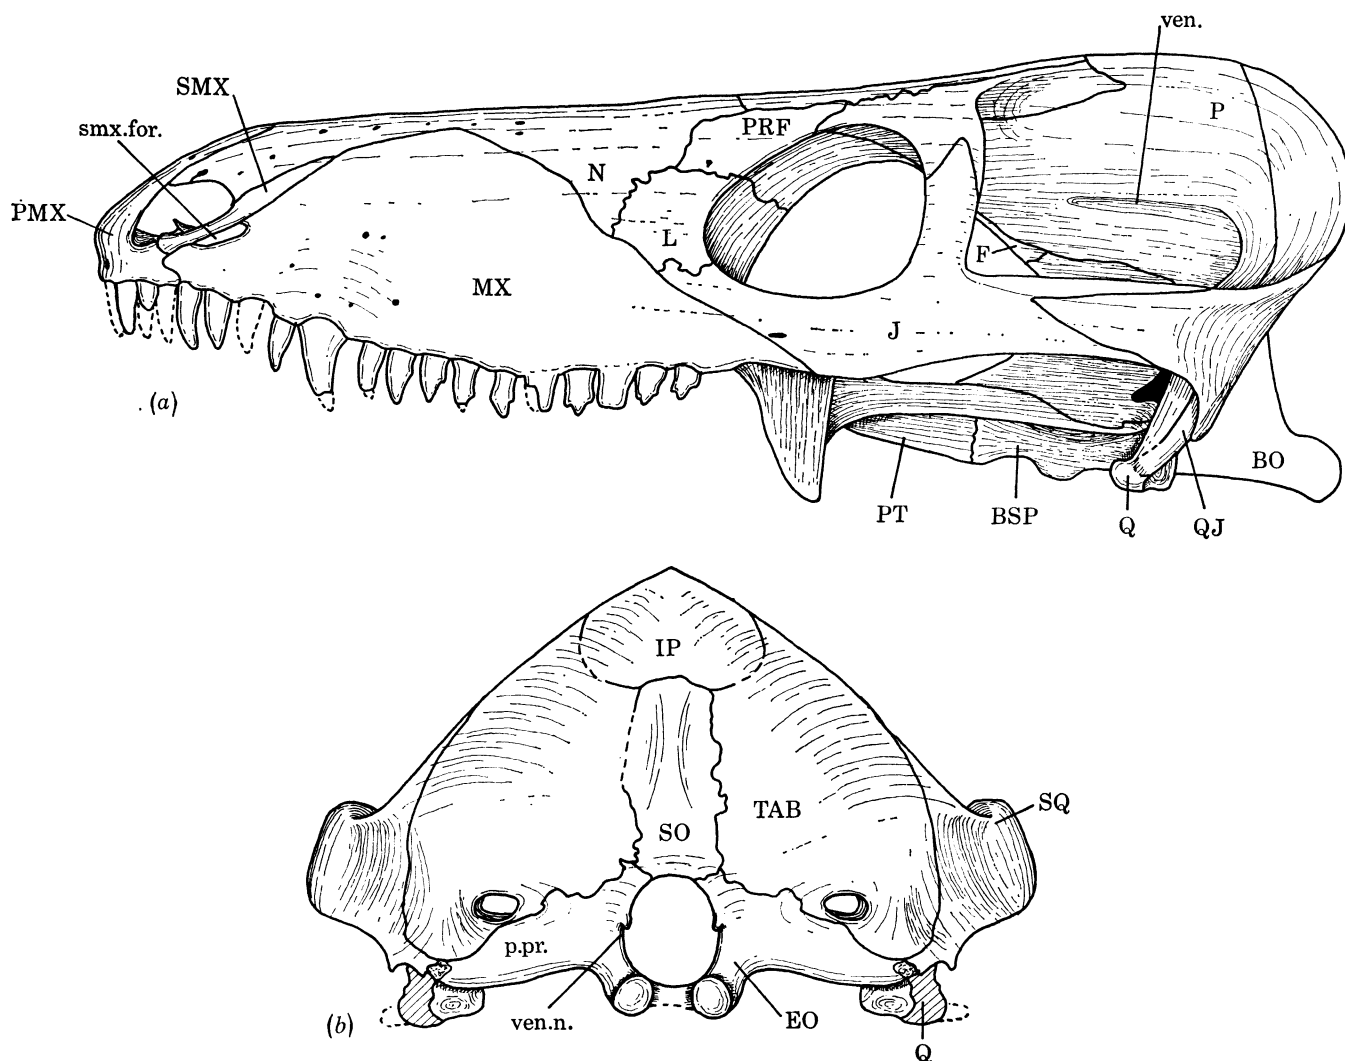 ven.
SMX
smx.for.
PRF
P
N
PMX
L
F
MX
J
(a)
BO
PT
BSP
Q
QJ
IP
SQ
TAB
SO
p.pr.
(b)
ven.n.
EO
Q